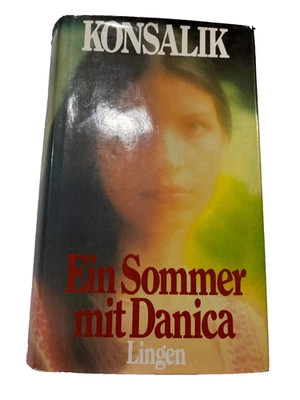 KONSALIK
Ein Sommer
mit Danica
Lingen